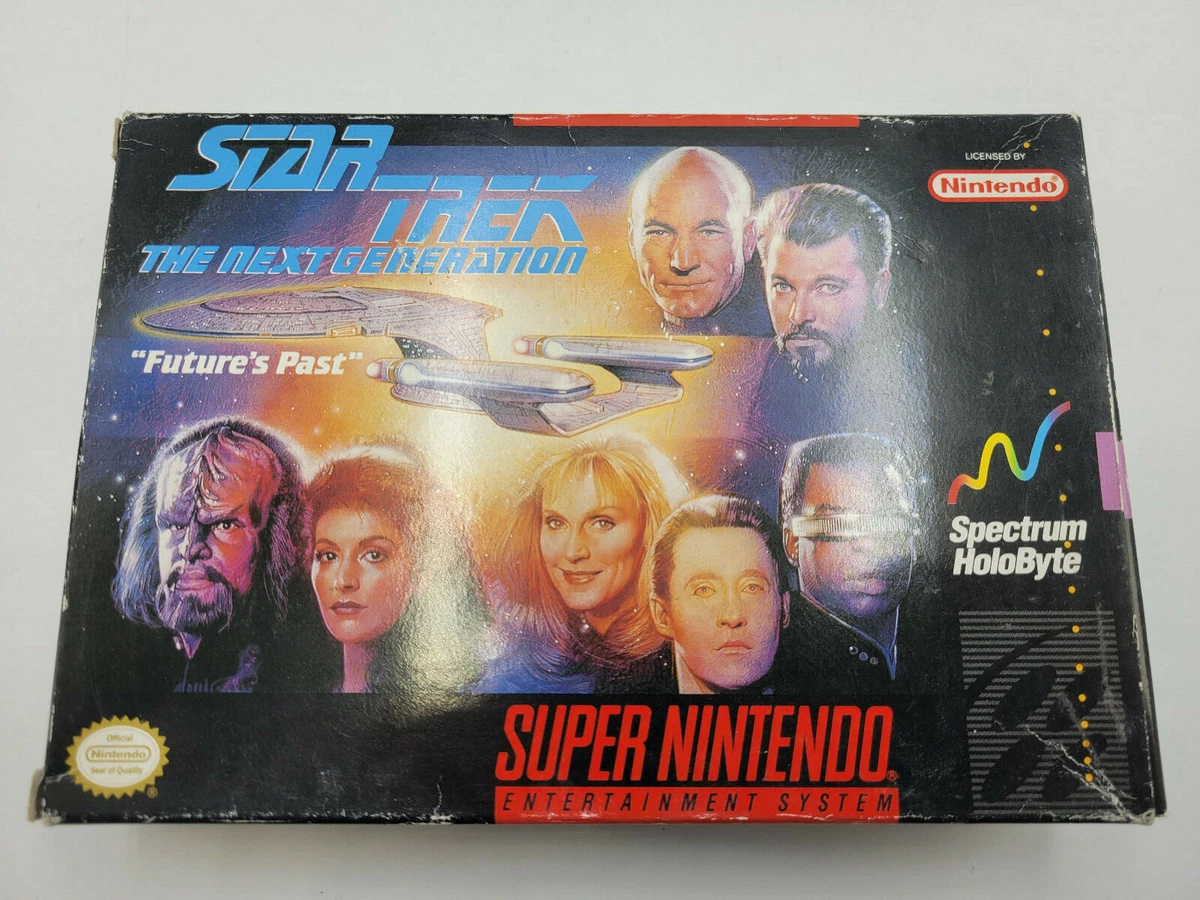 STAR
TREK
THE NEXT GENERATION®
"Future's Past"
LICENSED BY
Nintendo®
Spectrum
HoloByte
Official
Nintendo
Seal of Quality
®
SUPER NINTENDO®
ENTERTAINMENT SYSTEM